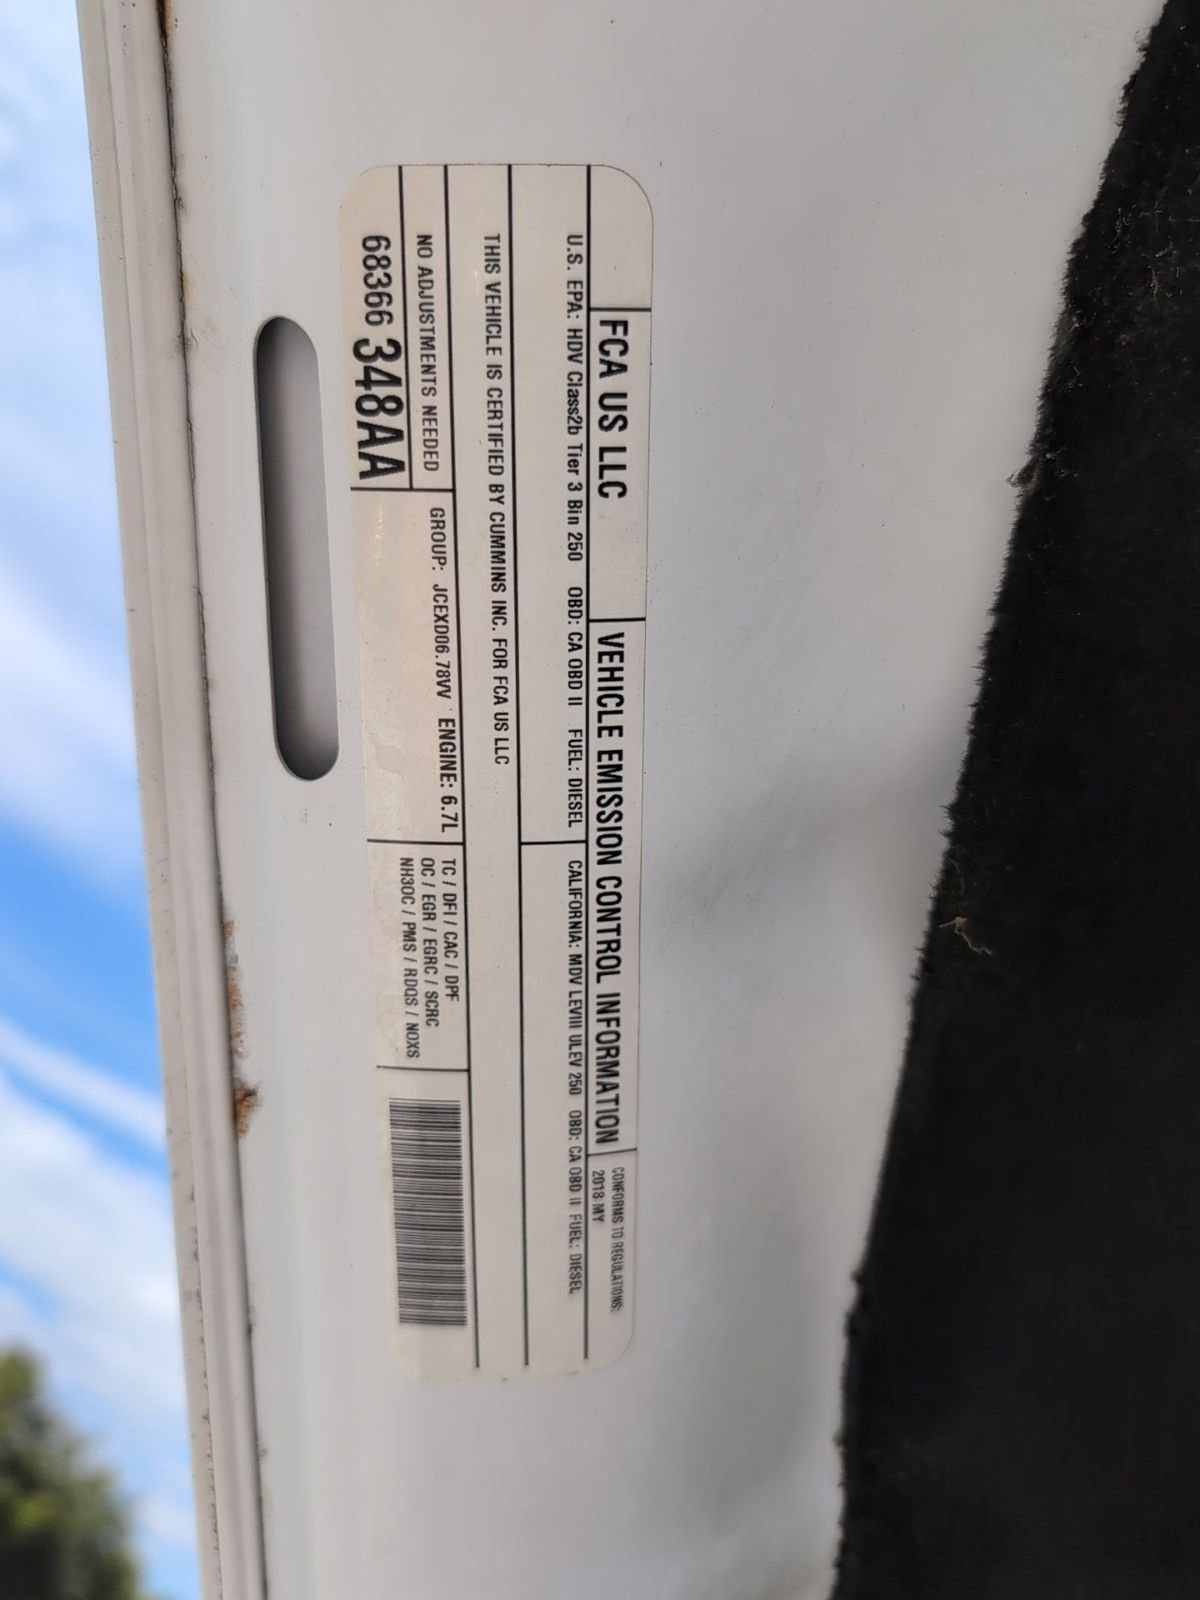 FCA US LLC
VEHICLE EMISSION CONTROL INFORMATION
CONFORMS TO REGULATIONS:
2018 MY
U.S. EPA: HDV Class2b Tier 3 Bin 250 OBD: CA OBD II FUEL: DIESEL
CALIFORNIA: MDV LEVIII ULEV 250 OBD: CA OBD II FUEL: DIESEL
THIS VEHICLE IS CERTIFIED BY CUMMINS INC. FOR FCA US LLC
NO ADJUSTMENTS NEEDED
68366 348AA
GROUP: JCEXD06.78VV ENGINE: 6.7L
TC / DFI / CAC / DPF
OC / EGR / EGRC / SCRC
NH3OC / PMS / RDQS / NOXS